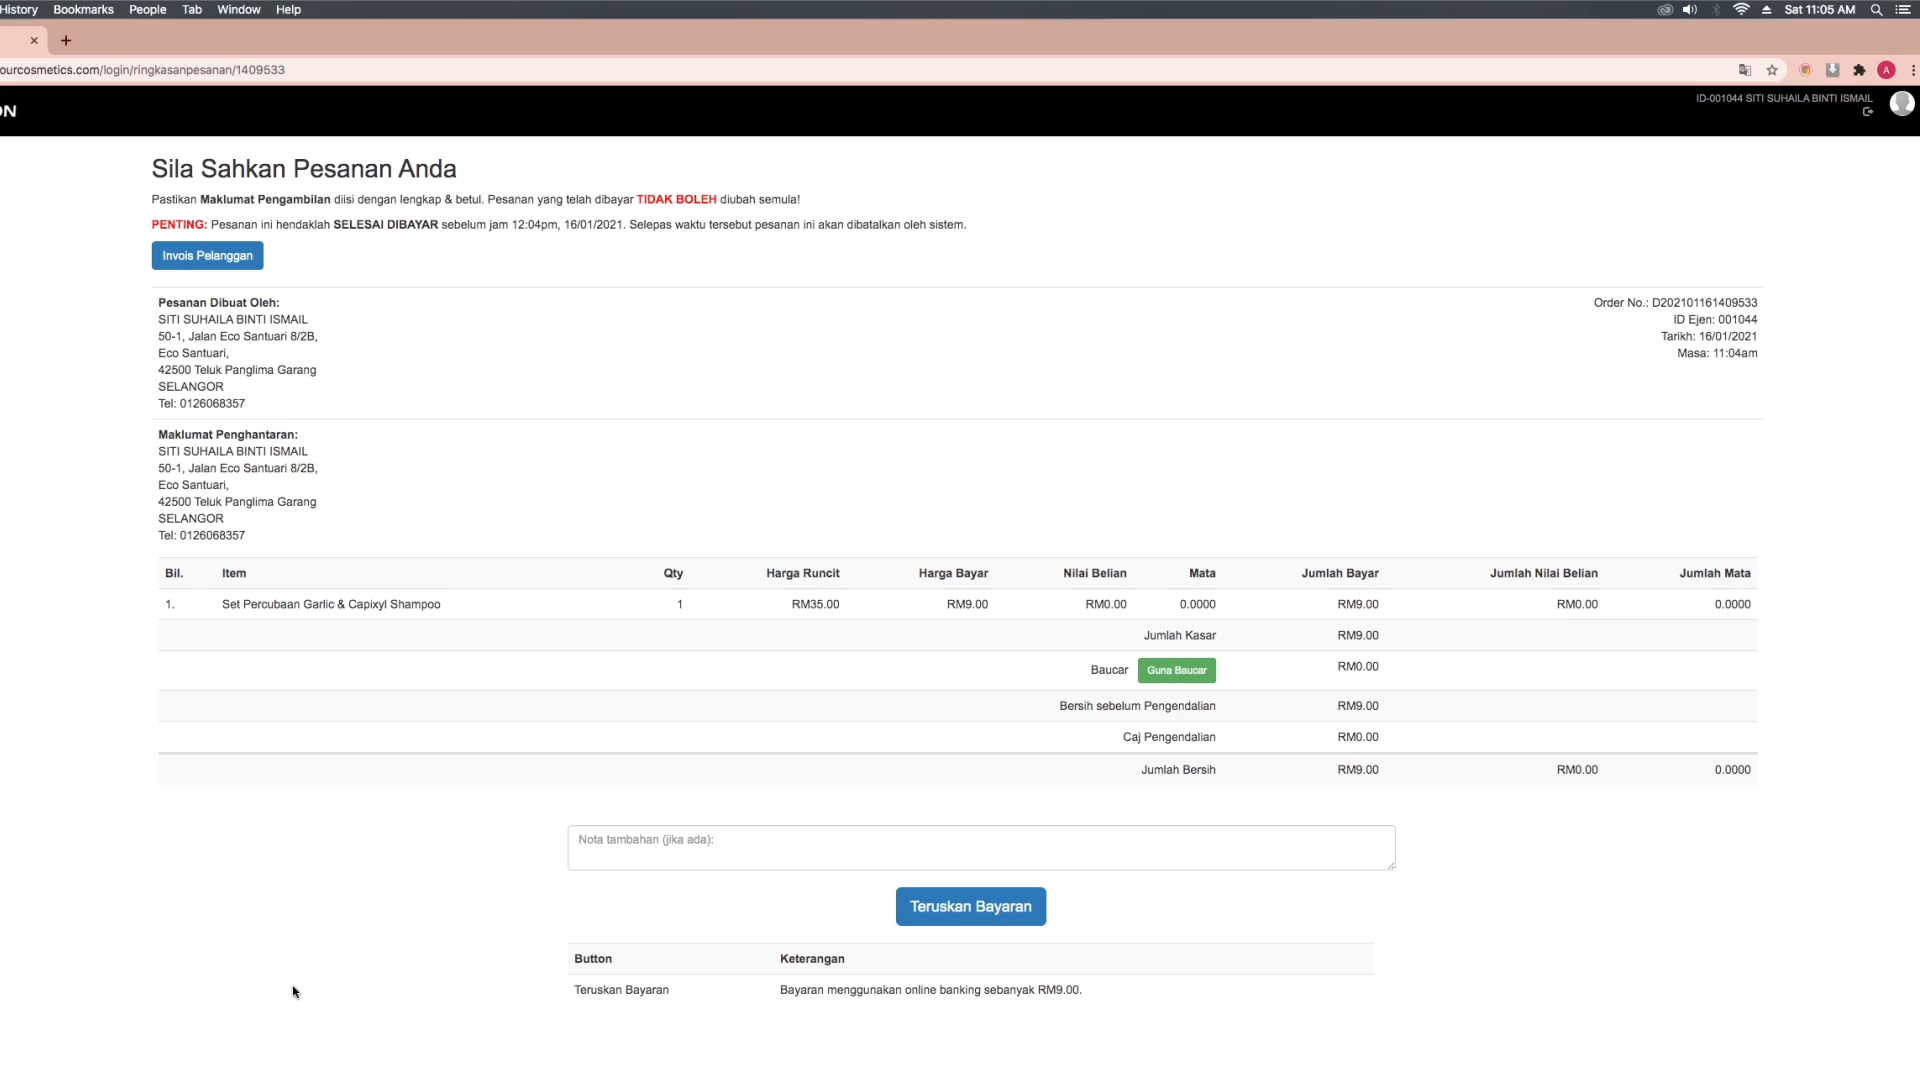 History Bookmarks People Tab Window Help Sat 11:05 AM
ourcosmetics.com/login/ringkasanpesanan/1409533 A
ON ID-001044 SITI SUHAILA BINTI ISMAIL
Sila Sahkan Pesanan Anda
Pastikan Maklumat Pengambilan diisi dengan lengkap & betul. Pesanan yang telah dibayar TIDAK BOLEH diubah semula!
PENTING: Pesanan ini hendaklah SELESAI DIBAYAR sebelum jam 12:04pm, 16/01/2021. Selepas waktu tersebut pesanan ini akan dibatalkan oleh sistem.
Invois Pelanggan
Pesanan Dibuat Oleh:
SITI SUHAILA BINTI ISMAIL
50-1, Jalan Eco Santuari 8/2B,
Eco Santuari,
42500 Teluk Panglima Garang
SELANGOR
Tel: 0126068357
Order No.: D202101161409533
ID Ejen: 001044
Tarikh: 16/01/2021
Masa: 11:04am
Maklumat Penghantaran:
SITI SUHAILA BINTI ISMAIL
50-1, Jalan Eco Santuari 8/2B,
Eco Santuari,
42500 Teluk Panglima Garang
SELANGOR
Tel: 0126068357
Bil. Item Qty Harga Runcit Harga Bayar Nilai Belian Mata Jumlah Bayar Jumlah Nilai Belian Jumlah Mata
1. Set Percubaan Garlic & Capixyl Shampoo 1 RM35.00 RM9.00 RM0.00 0.0000 RM9.00 RM0.00 0.0000
Jumlah Kasar RM9.00
Baucar Guna Baucar RM0.00
Bersih sebelum Pengendalian RM9.00
Caj Pengendalian RM0.00
Jumlah Bersih RM9.00 RM0.00 0.0000
Nota tambahan (jika ada):
Teruskan Bayaran
Button Keterangan
Teruskan Bayaran Bayaran menggunakan online banking sebanyak RM9.00.